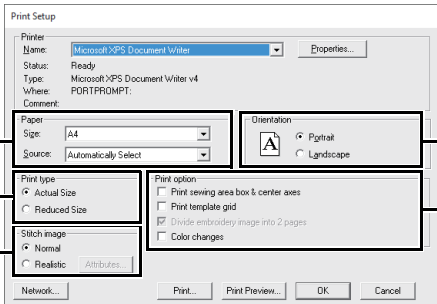 Print Setup
Printer
Name: Microsoft XPS Document Writer Properties...
Status: Ready
Type: Microsoft XPS Document Writer v4
Where: PORTPROMPT:
Comment:
Paper
Size: A4
Source: Automatically Select
Orientation
A
Portrait
Landscape
Print type
Actual Size
Reduced Size
Print option
Print sewing area box & center axes
Print template grid
Divide embroidery image into 2 pages
Color changes
Stitch image
Normal
Realistic Attributes...
Network... Print... Print Preview... OK Cancel